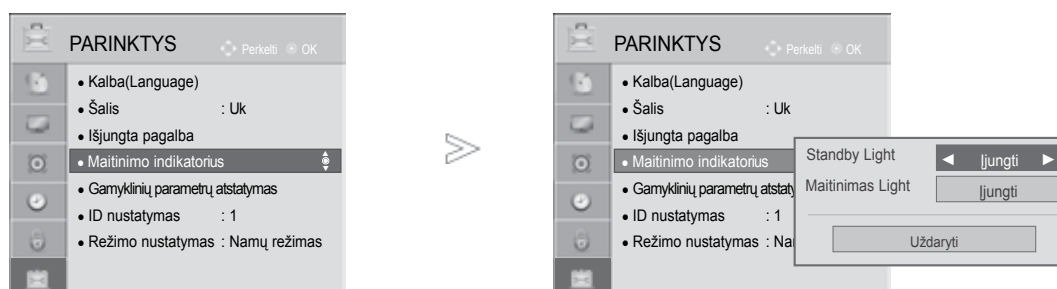 PARINKTYS Perkelti OK
• Kalba(Language)
• Šalis : Uk
• Išjungta pagalba
• Maitinimo indikatorius
• Gamyklinių parametrų atstatymas
• ID nustatymas : 1
• Režimo nustatymas : Namų režimas
PARINKTYS Perkelti OK
• Kalba(Language)
• Šalis : Uk
• Išjungta pagalba
• Maitinimo indikatorius
• Gamyklinių parametrų atstaty
• ID nustatymas : 1
• Režimo nustatymas : Na
Standby Light ◀ Įjungti ▶
Maitinimas Light Įjungti
Uždaryti